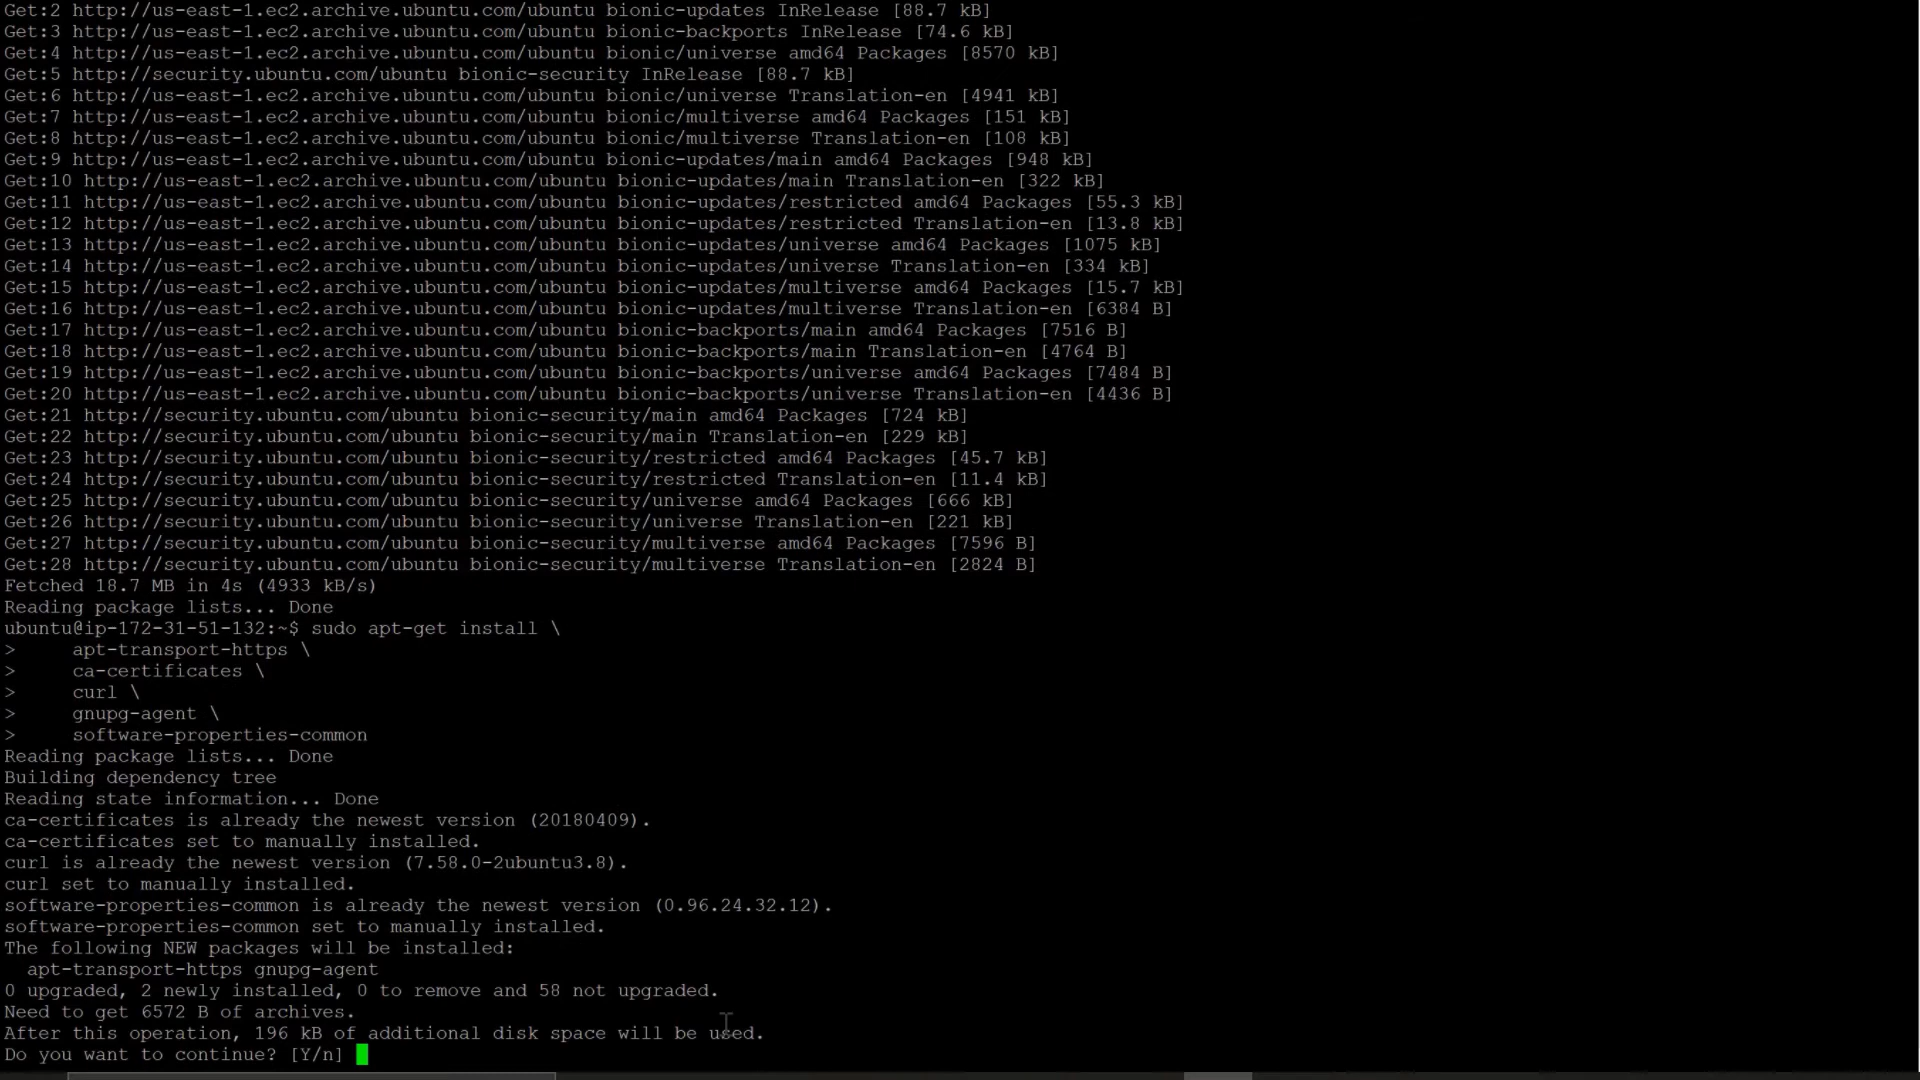 Get:2 http://us-east-1.ec2.archive.ubuntu.com/ubuntu bionic-updates InRelease [88.7 kB]
Get:3 http://us-east-1.ec2.archive.ubuntu.com/ubuntu bionic-backports InRelease [74.6 kB]
Get:4 http://us-east-1.ec2.archive.ubuntu.com/ubuntu bionic/universe amd64 Packages [8570 kB]
Get:5 http://security.ubuntu.com/ubuntu bionic-security InRelease [88.7 kB]
Get:6 http://us-east-1.ec2.archive.ubuntu.com/ubuntu bionic/universe Translation-en [4941 kB]
Get:7 http://us-east-1.ec2.archive.ubuntu.com/ubuntu bionic/multiverse amd64 Packages [151 kB]
Get:8 http://us-east-1.ec2.archive.ubuntu.com/ubuntu bionic/multiverse Translation-en [108 kB]
Get:9 http://us-east-1.ec2.archive.ubuntu.com/ubuntu bionic-updates/main amd64 Packages [948 kB]
Get:10 http://us-east-1.ec2.archive.ubuntu.com/ubuntu bionic-updates/main Translation-en [322 kB]
Get:11 http://us-east-1.ec2.archive.ubuntu.com/ubuntu bionic-updates/restricted amd64 Packages [55.3 kB]
Get:12 http://us-east-1.ec2.archive.ubuntu.com/ubuntu bionic-updates/restricted Translation-en [13.8 kB]
Get:13 http://us-east-1.ec2.archive.ubuntu.com/ubuntu bionic-updates/universe amd64 Packages [1075 kB]
Get:14 http://us-east-1.ec2.archive.ubuntu.com/ubuntu bionic-updates/universe Translation-en [334 kB]
Get:15 http://us-east-1.ec2.archive.ubuntu.com/ubuntu bionic-updates/multiverse amd64 Packages [15.7 kB]
Get:16 http://us-east-1.ec2.archive.ubuntu.com/ubuntu bionic-updates/multiverse Translation-en [6384 B]
Get:17 http://us-east-1.ec2.archive.ubuntu.com/ubuntu bionic-backports/main amd64 Packages [7516 B]
Get:18 http://us-east-1.ec2.archive.ubuntu.com/ubuntu bionic-backports/main Translation-en [4764 B]
Get:19 http://us-east-1.ec2.archive.ubuntu.com/ubuntu bionic-backports/universe amd64 Packages [7484 B]
Get:20 http://us-east-1.ec2.archive.ubuntu.com/ubuntu bionic-backports/universe Translation-en [4436 B]
Get:21 http://security.ubuntu.com/ubuntu bionic-security/main amd64 Packages [724 kB]
Get:22 http://security.ubuntu.com/ubuntu bionic-security/main Translation-en [229 kB]
Get:23 http://security.ubuntu.com/ubuntu bionic-security/restricted amd64 Packages [45.7 kB]
Get:24 http://security.ubuntu.com/ubuntu bionic-security/restricted Translation-en [11.4 kB]
Get:25 http://security.ubuntu.com/ubuntu bionic-security/universe amd64 Packages [666 kB]
Get:26 http://security.ubuntu.com/ubuntu bionic-security/universe Translation-en [221 kB]
Get:27 http://security.ubuntu.com/ubuntu bionic-security/multiverse amd64 Packages [7596 B]
Get:28 http://security.ubuntu.com/ubuntu bionic-security/multiverse Translation-en [2824 B]
Fetched 18.7 MB in 4s (4933 kB/s)
Reading package lists... Done
ubuntu@ip-172-31-51-132:~$ sudo apt-get install \
>     apt-transport-https \
>     ca-certificates \
>     curl \
>     gnupg-agent \
>     software-properties-common
Reading package lists... Done
Building dependency tree
Reading state information... Done
ca-certificates is already the newest version (20180409).
ca-certificates set to manually installed.
curl is already the newest version (7.58.0-2ubuntu3.8).
curl set to manually installed.
software-properties-common is already the newest version (0.96.24.32.12).
software-properties-common set to manually installed.
The following NEW packages will be installed:
  apt-transport-https gnupg-agent
0 upgraded, 2 newly installed, 0 to remove and 58 not upgraded.
Need to get 6572 B of archives.
After this operation, 196 kB of additional disk space will be used.
Do you want to continue? [Y/n]